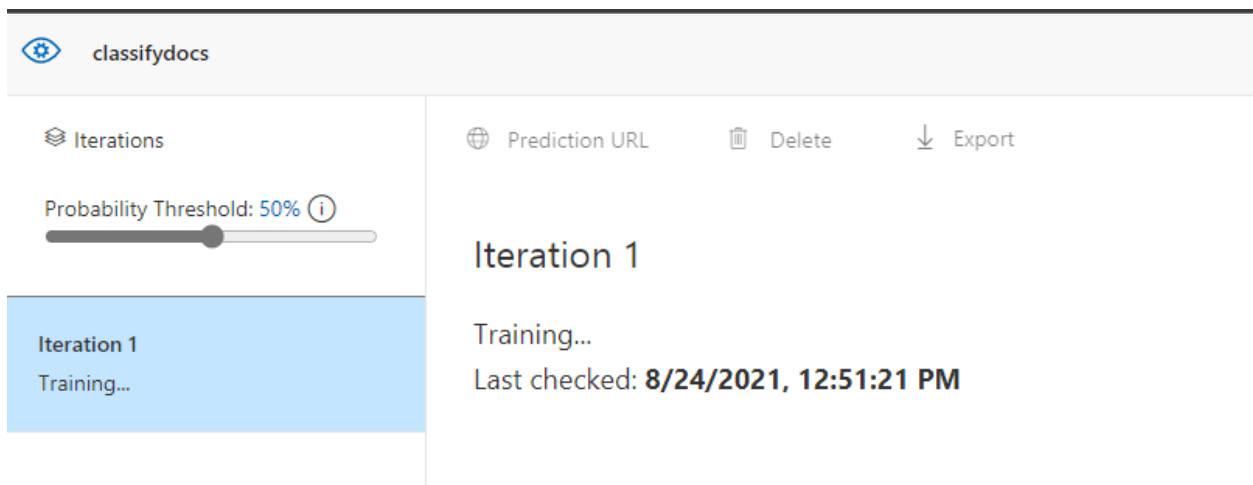 classifydocs
Iterations
Probability Threshold: 50%
Iteration 1
Training...
Prediction URL
Delete
Export
Iteration 1
Training...
Last checked: 8/24/2021, 12:51:21 PM